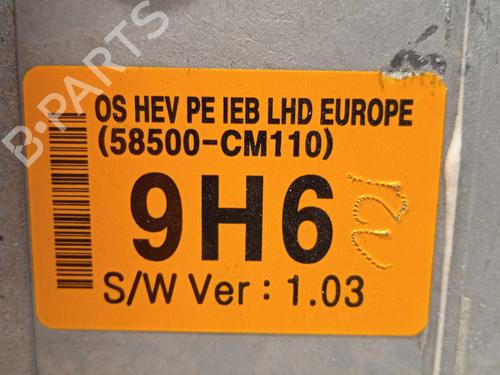 B-PARTS
OS HEV PE IEB LHD EUROPE
(58500-CM110)
9H6
S/W Ver : 1.03